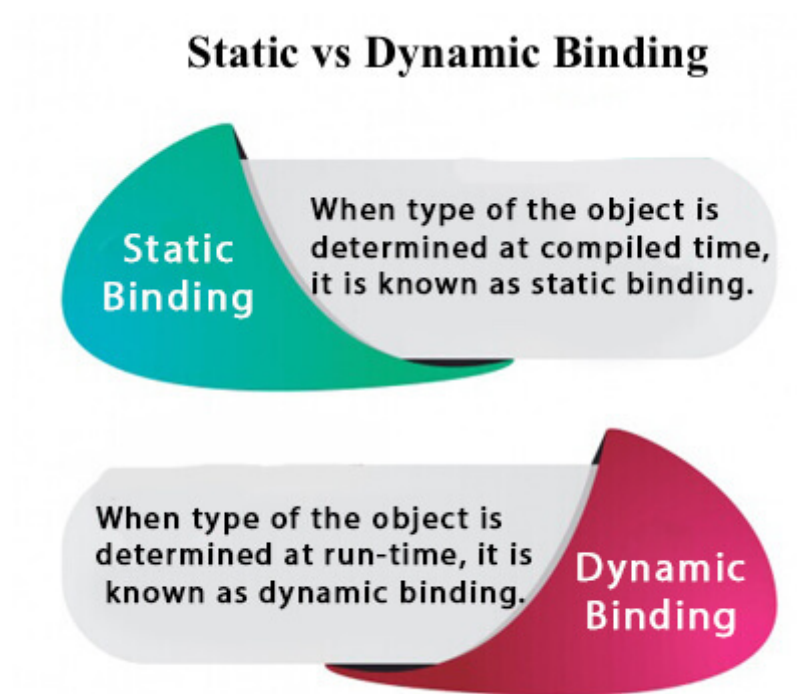 Static vs Dynamic Binding
Static
Binding
When type of the object is
determined at compiled time,
it is known as static binding.
When type of the object is
determined at run-time, it is
known as dynamic binding.
Dynamic
Binding